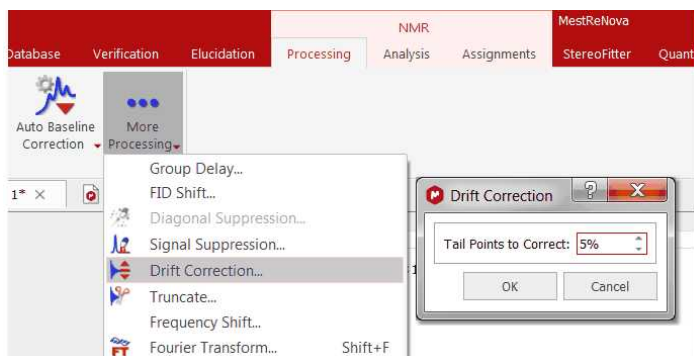 NMR
MestReNova
Database Verification Elucidation Processing Analysis Assignments StereoFitter Quant
Auto Baseline
Correction
More
Processing
1* ×
Group Delay...
FID Shift...
Diagonal Suppression...
Signal Suppression...
Drift Correction...
Truncate...
Frequency Shift...
FT Fourier Transform... Shift+F
Drift Correction ? X
Tail Points to Correct: 5%
OK Cancel